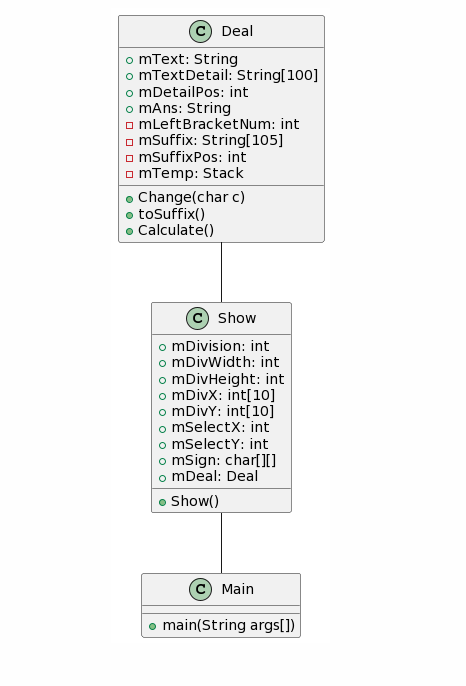 C Deal
mText: String
mTextDetail: String[100]
mDetailPos: int
mAns: String
mLeftBracketNum: int
mSuffix: String[105]
mSuffixPos: int
mTemp: Stack
Change(char c)
toSuffix()
Calculate()
C Show
mDivision: int
mDivWidth: int
mDivHeight: int
mDivX: int[10]
mDivY: int[10]
mSelectX: int
mSelectY: int
mSign: char[][]
mDeal: Deal
Show()
C Main
main(String args[])